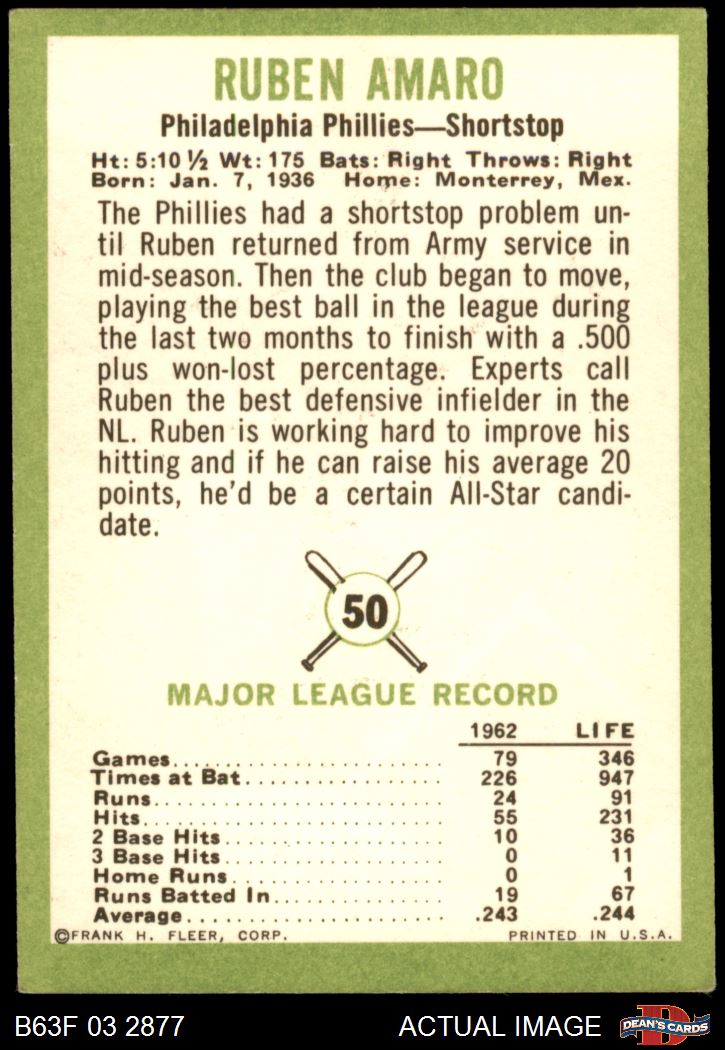 RUBEN AMARO
Philadelphia Phillies—Shortstop
Ht: 5:10 ½ Wt: 175 Bats: Right Throws: Right
Born: Jan. 7, 1936 Home: Monterrey, Mex.
The Phillies had a shortstop problem un-
til Ruben returned from Army service in
mid-season. Then the club began to move,
playing the best ball in the league during
the last two months to finish with a .500
plus won-lost percentage. Experts call
Ruben the best defensive infielder in the
NL. Ruben is working hard to improve his
hitting and if he can raise his average 20
points, he'd be a certain All-Star candi-
date.
50
MAJOR LEAGUE RECORD
1962 LIFE
Games........................ 79 346
Times at Bat.................. 226 947
Runs.......................... 24 91
Hits........................... 55 231
2 Base Hits.................... 10 36
3 Base Hits.................... 0 11
Home Runs.................... 0 1
Runs Batted In................ 19 67
Average....................... .243 .244
©FRANK H. FLEER, CORP. PRINTED IN U.S.A.
B63F 03 2877 ACTUAL IMAGE D DEAN'S CARDS